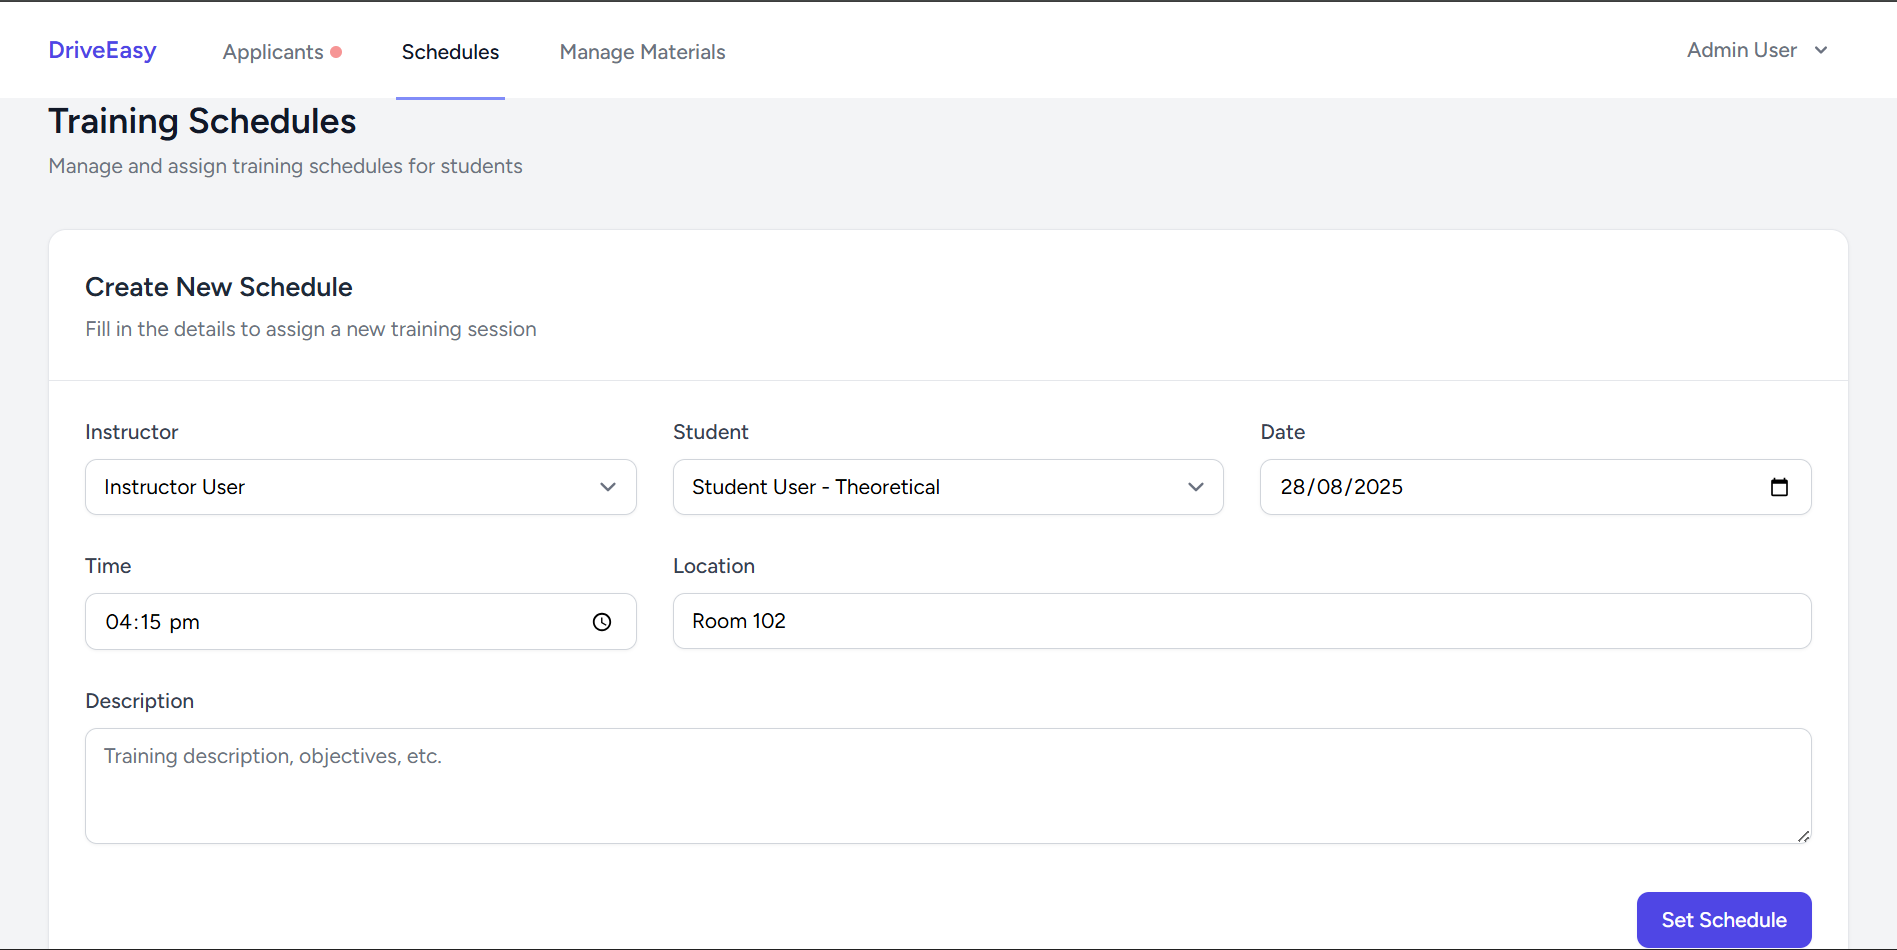 DriveEasy Applicants Schedules Manage Materials Admin User
Training Schedules
Manage and assign training schedules for students
Create New Schedule
Fill in the details to assign a new training session
Instructor Student Date
Instructor User Student User - Theoretical 28/08/2025
Time Location
04:15 pm Room 102
Description
Training description, objectives, etc.
Set Schedule